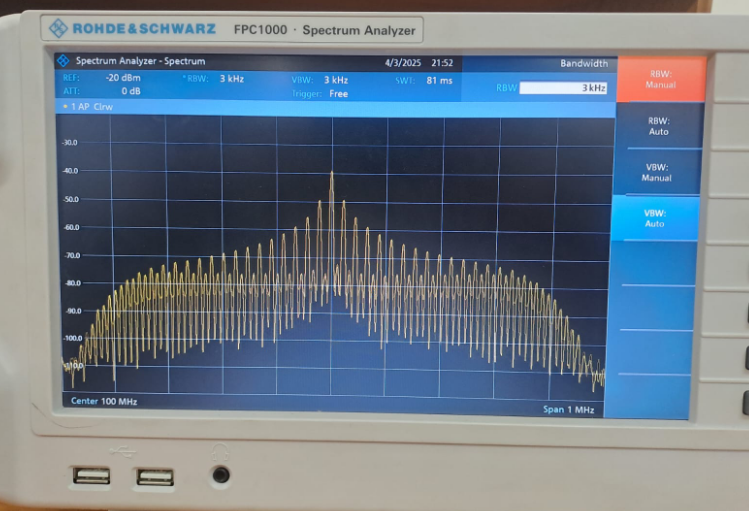 ROHDE&SCHWARZ FPC1000 · Spectrum Analyzer
Spectrum Analyzer - Spectrum 4/3/2025 21:52 Bandwidth
REF: -20 dBm * RBW: 3 kHz VBW: 3 kHz SWT: 81 ms
ATT: 0 dB Trigger: Free
RBW 3 kHz
1 AP Clrw
-30.0
-40.0
-50.0
-60.0
-70.0
-80.0
-90.0
-100.0
-110.0
Center 100 MHz Span 1 MHz
RBW:
Manual
RBW:
Auto
VBW:
Manual
VBW:
Auto